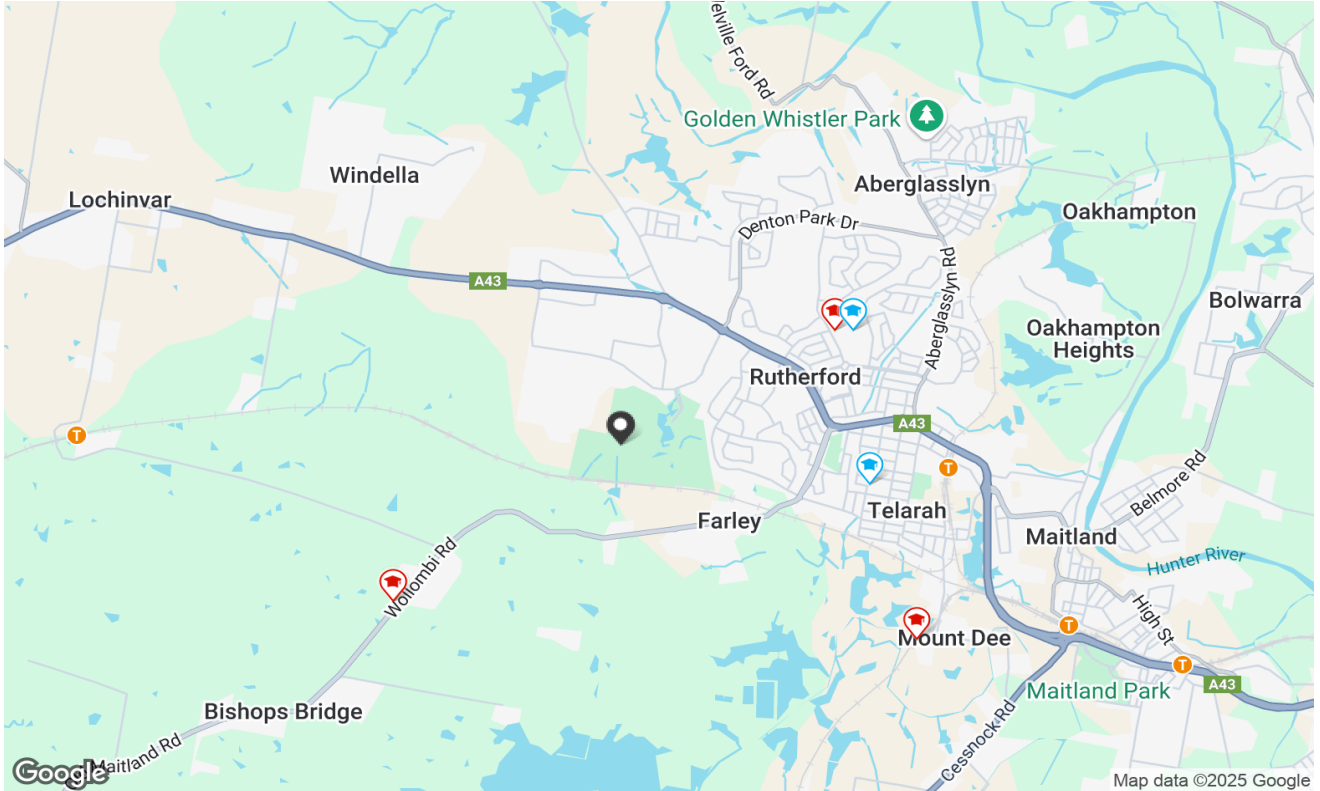 elville Ford Rd
Golden Whistler Park
Aberglasslyn
Windella
Lochinvar
Oakhampton
Denton Park Dr
A43
Aberglasslyn Rd
Bolwarra
Oakhampton
Heights
Rutherford
A43
T
T
Belmore Rd
Telarah
Farley
Maitland
Hunter River
Wollombi Rd
High St
T
Mount Dee
T
A43
Maitland Park
Bishops Bridge
Cessnock Rd
Maitland Rd
Google
Map data ©2025 Google